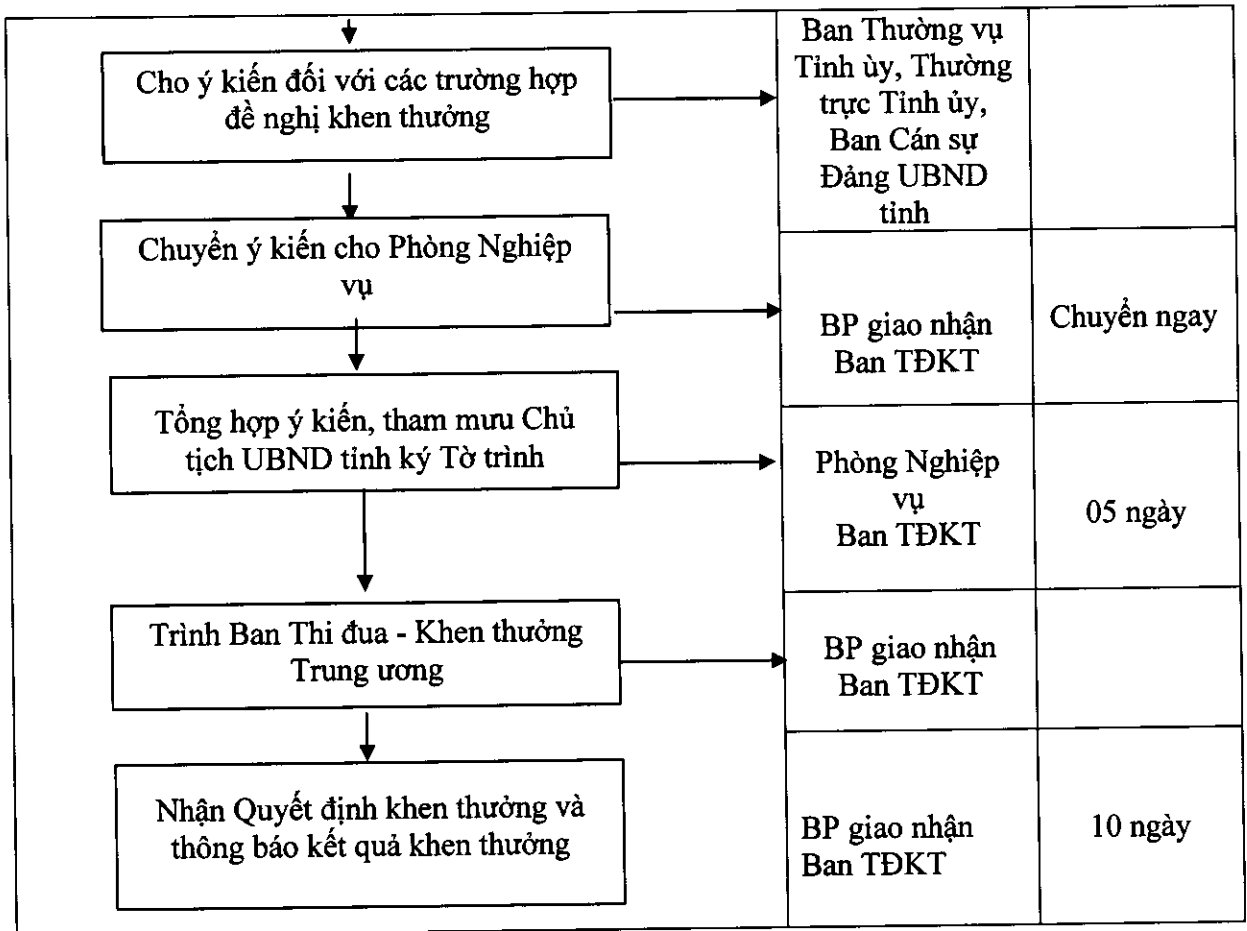 Cho ý kiến đối với các trường hợp
đề nghị khen thưởng
Ban Thường vụ
Tỉnh ùy, Thường
trực Tỉnh ủy,
Ban Cán sự
Đảng UBND
tỉnh
Chuyển ý kiến cho Phòng Nghiệp
vụ
BP giao nhận
Ban TĐKT
Chuyển ngay
Tổng hợp ý kiến, tham mưu Chủ
tịch UBND tỉnh ký Tờ trình
Phòng Nghiệp
vụ
Ban TĐKT
05 ngày
Trình Ban Thi đua - Khen thưởng
Trung ương
BP giao nhận
Ban TĐKT
Nhận Quyết định khen thưởng và
thông báo kết quả khen thưởng
BP giao nhận
Ban TĐKT
10 ngày